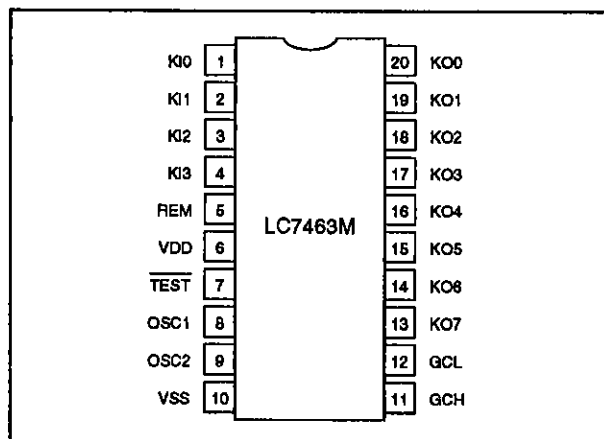 KI0 1 20 KO0
KI1 2 19 KO1
KI2 3 18 KO2
KI3 4 17 KO3
REM 5 16 KO4
LC7463M
VDD 6 15 KO5
TEST 7 14 KO6
OSC1 8 13 KO7
OSC2 9 12 GCL
VSS 10 11 GCH